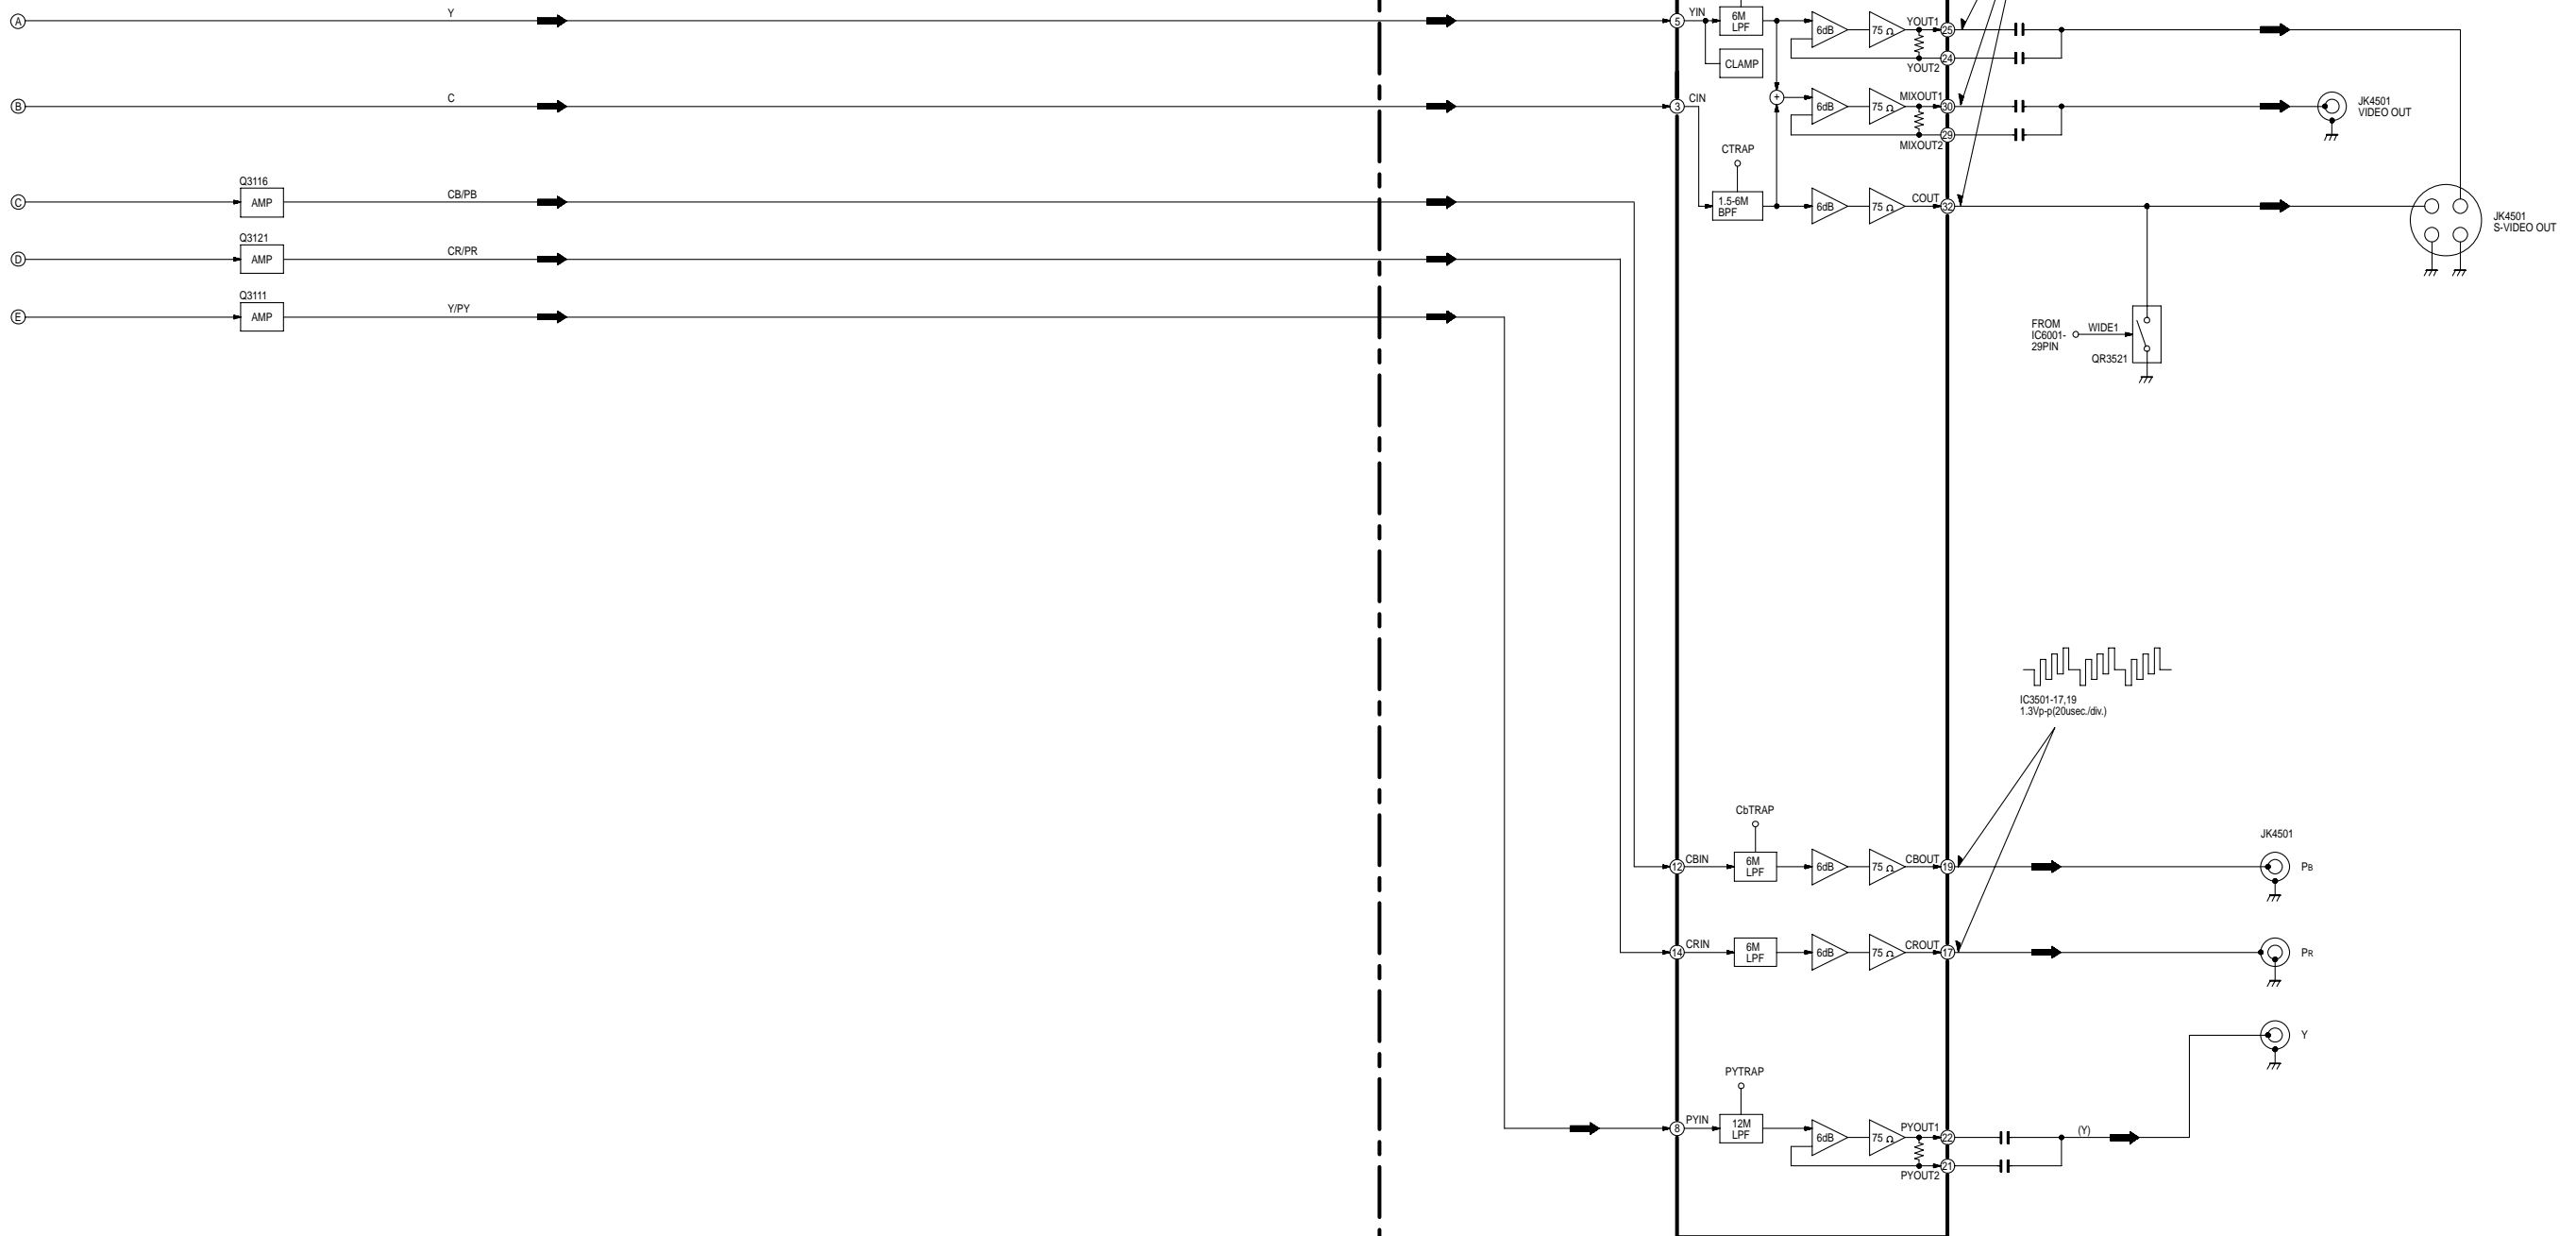 A
Y
5
YIN
6M
LPF
6dB
75 Ω
YOUT1
25
CLAMP
24
YOUT2
B
C
3
CIN
+
6dB
75 Ω
MIXOUT1
30
JK4501
VIDEO OUT
29
MIXOUT2
CTRAP
Q3116
C
AMP
CB/PB
1.5-6M
BPF
6dB
75 Ω
COUT
32
JK4501
S-VIDEO OUT
Q3121
D
AMP
CR/PR
Q3111
E
AMP
Y/PY
FROM
IC6001-
29PIN
WIDE1
QR3521
IC3501-17,19
1.3Vp-p(20usec./div.)
CbTRAP
JK4501
12
CBIN
6M
LPF
6dB
75 Ω
CBOUT
19
PB
14
CRIN
6M
LPF
6dB
75 Ω
CROUT
17
PR
Y
PYTRAP
8
PYIN
12M
LPF
6dB
75 Ω
PYOUT1
22
(Y)
21
PYOUT2